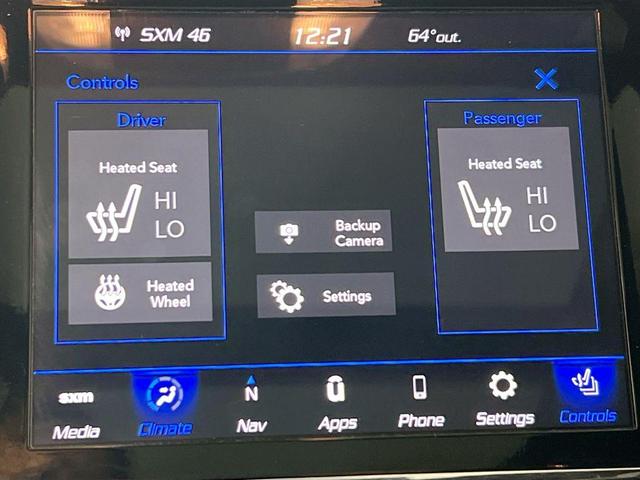 SXM 46 12:21 64°out.
Controls
Driver Passenger
Heated Seat Heated Seat
HI HI
LO LO
Backup
Camera
Heated
Wheel
Settings
sxm N u
Media Climate Nav Apps Phone Settings Controls